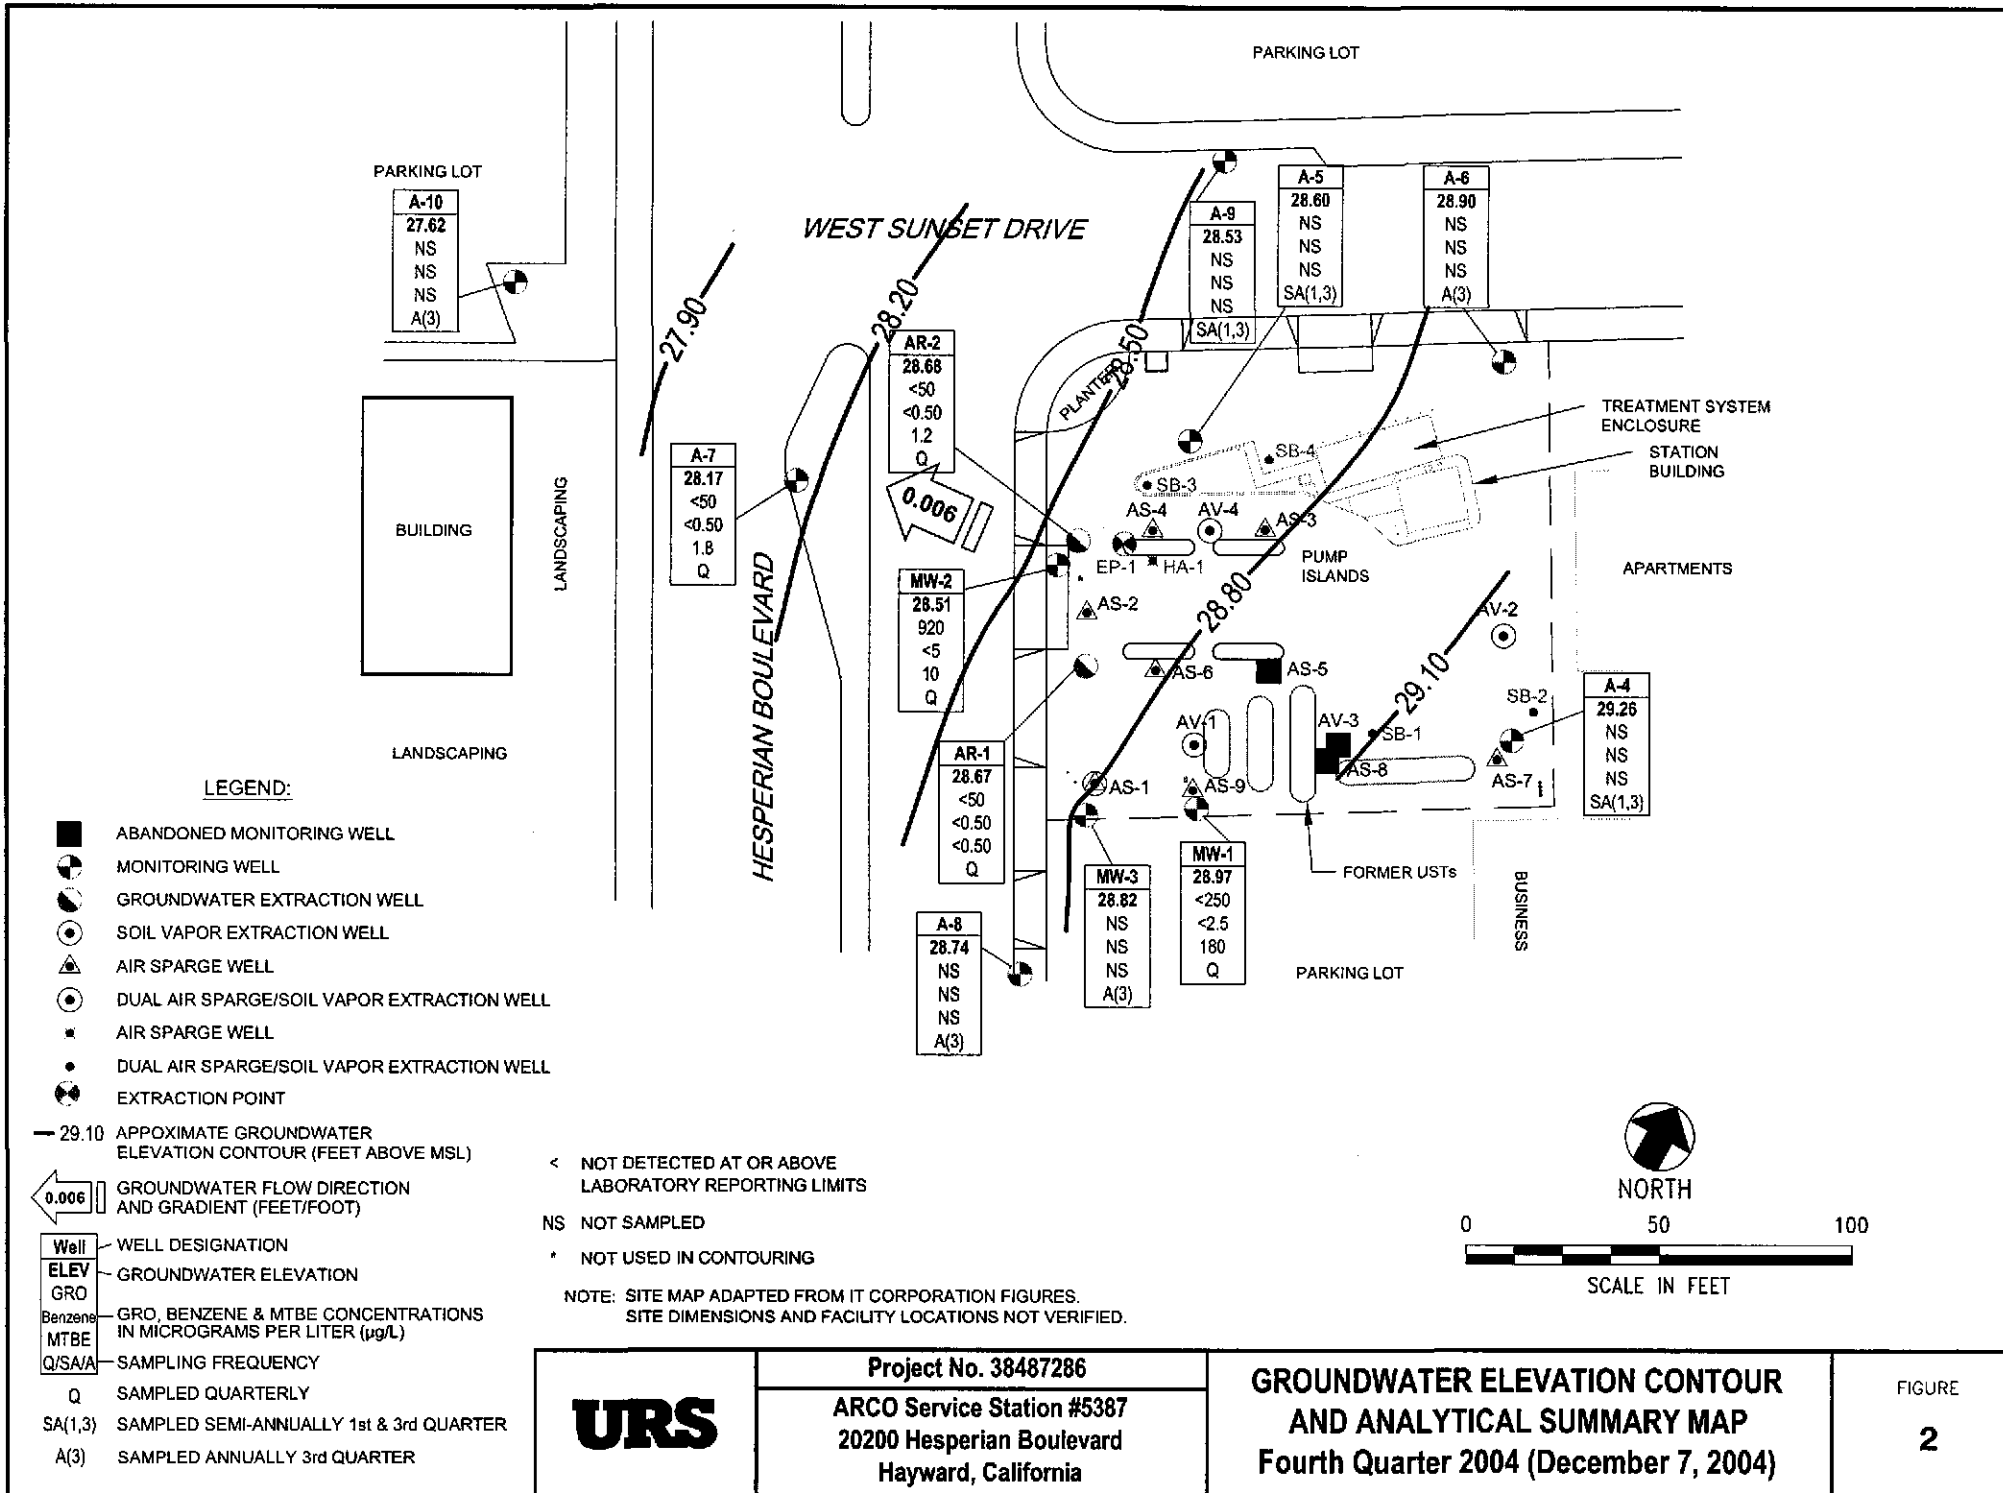 PARKING LOT
PARKING LOT
A-10
27.62
NS
NS
NS
A(3)
WEST SUNSET DRIVE
A-9
28.53
NS
NS
NS
SA(1,3)
A-5
28.60
NS
NS
NS
SA(1,3)
A-6
28.90
NS
NS
NS
A(3)
27.90
28.20
28.50
PLANTER
AR-2
28.68
<50
<0.50
1.2
Q
A-7
28.17
<50
<0.50
1.8
Q
0.006
TREATMENT SYSTEM
ENCLOSURE
STATION
BUILDING
SB-4
SB-3
AS-4
AV-4
AS-3
EP-1
HA-1
PUMP
ISLANDS
APARTMENTS
BUILDING
LANDSCAPING
HESPERIAN BOULEVARD
MW-2
28.51
920
<5
10
Q
AS-2
28.80
AV-2
AS-6
AS-5
29.10
SB-2
A-4
29.26
NS
NS
NS
SA(1,3)
AV-1
AV-3
SB-1
AS-8
AS-7
AS-1
AS-9
AR-1
28.67
<50
<0.50
<0.50
Q
MW-3
28.82
NS
NS
NS
A(3)
MW-1
28.97
<250
<2.5
180
Q
FORMER USTs
BUSINESS
PARKING LOT
A-8
28.74
NS
NS
NS
A(3)
LANDSCAPING
LEGEND:
ABANDONED MONITORING WELL
MONITORING WELL
GROUNDWATER EXTRACTION WELL
SOIL VAPOR EXTRACTION WELL
AIR SPARGE WELL
DUAL AIR SPARGE/SOIL VAPOR EXTRACTION WELL
AIR SPARGE WELL
DUAL AIR SPARGE/SOIL VAPOR EXTRACTION WELL
EXTRACTION POINT
29.10 APPOXIMATE GROUNDWATER
ELEVATION CONTOUR (FEET ABOVE MSL)
0.006 GROUNDWATER FLOW DIRECTION
AND GRADIENT (FEET/FOOT)
Well WELL DESIGNATION
ELEV GROUNDWATER ELEVATION
GRO
Benzene GRO, BENZENE & MTBE CONCENTRATIONS
MTBE IN MICROGRAMS PER LITER (µg/L)
Q/SA/A SAMPLING FREQUENCY
Q SAMPLED QUARTERLY
SA(1,3) SAMPLED SEMI-ANNUALLY 1st & 3rd QUARTER
A(3) SAMPLED ANNUALLY 3rd QUARTER
< NOT DETECTED AT OR ABOVE
LABORATORY REPORTING LIMITS
NS NOT SAMPLED
* NOT USED IN CONTOURING
NOTE: SITE MAP ADAPTED FROM IT CORPORATION FIGURES.
SITE DIMENSIONS AND FACILITY LOCATIONS NOT VERIFIED.
NORTH
0 50 100
SCALE IN FEET
URS
Project No. 38487286
ARCO Service Station #5387
20200 Hesperian Boulevard
Hayward, California
GROUNDWATER ELEVATION CONTOUR
AND ANALYTICAL SUMMARY MAP
Fourth Quarter 2004 (December 7, 2004)
FIGURE
2